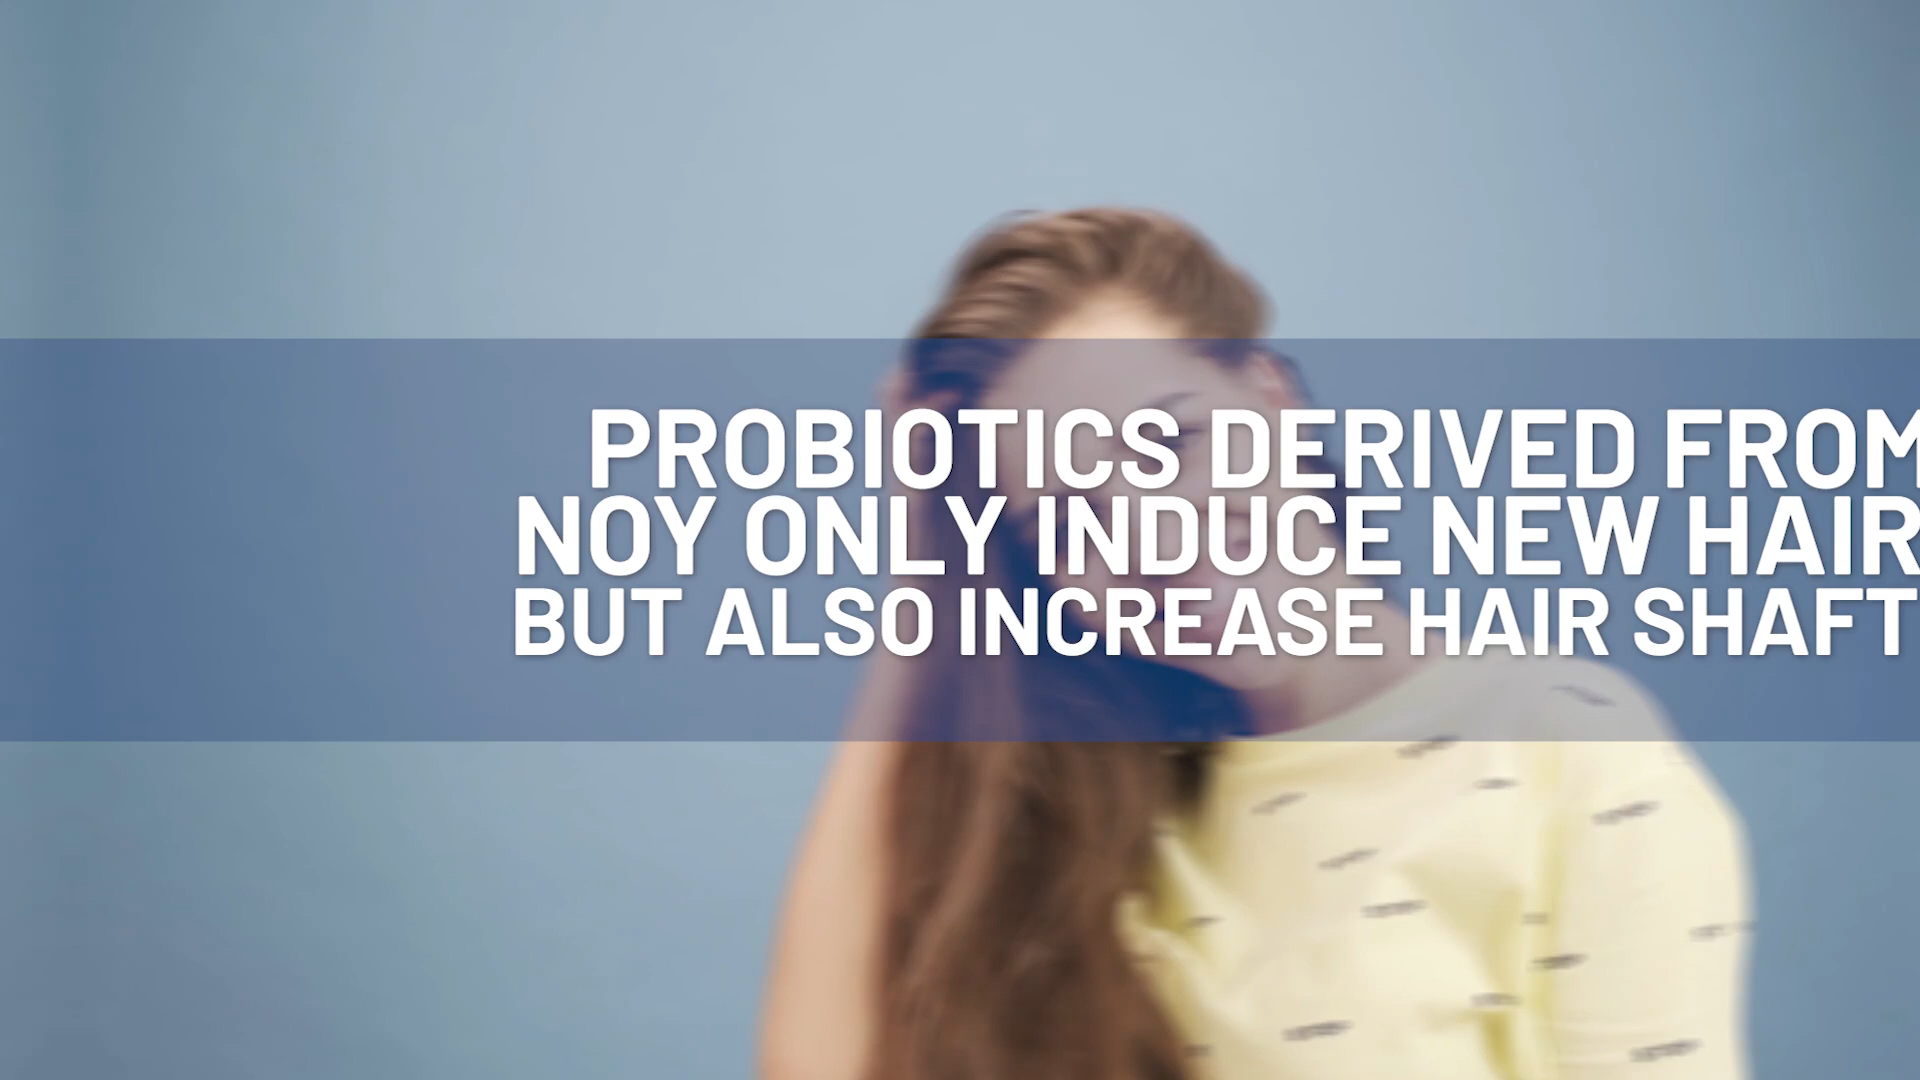 PROBIOTICS DERIVED FROM
NOY ONLY INDUCE NEW HAIR
BUT ALSO INCREASE HAIR SHAFT